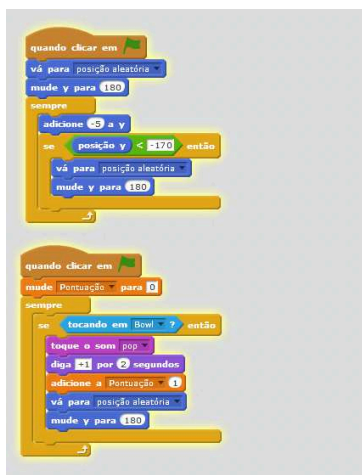 quando clicar em
vá para posição aleatória
mude y para 180
sempre
adicione -5 a y
se posição y < -170 então
vá para posição aleatória
mude y para 180
quando clicar em
mude Pontuação para 0
sempre
se tocando em Bowl ? então
toque o som pop
diga +1 por 2 segundos
adicione a Pontuação 1
vá para posição aleatória
mude y para 180